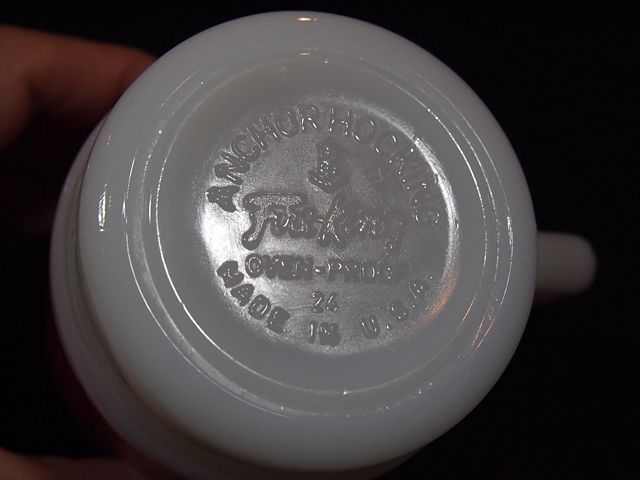 ANCHOR HOCKING
Fire-King
OVEN-PROOF
24
MADE IN U.S.A.